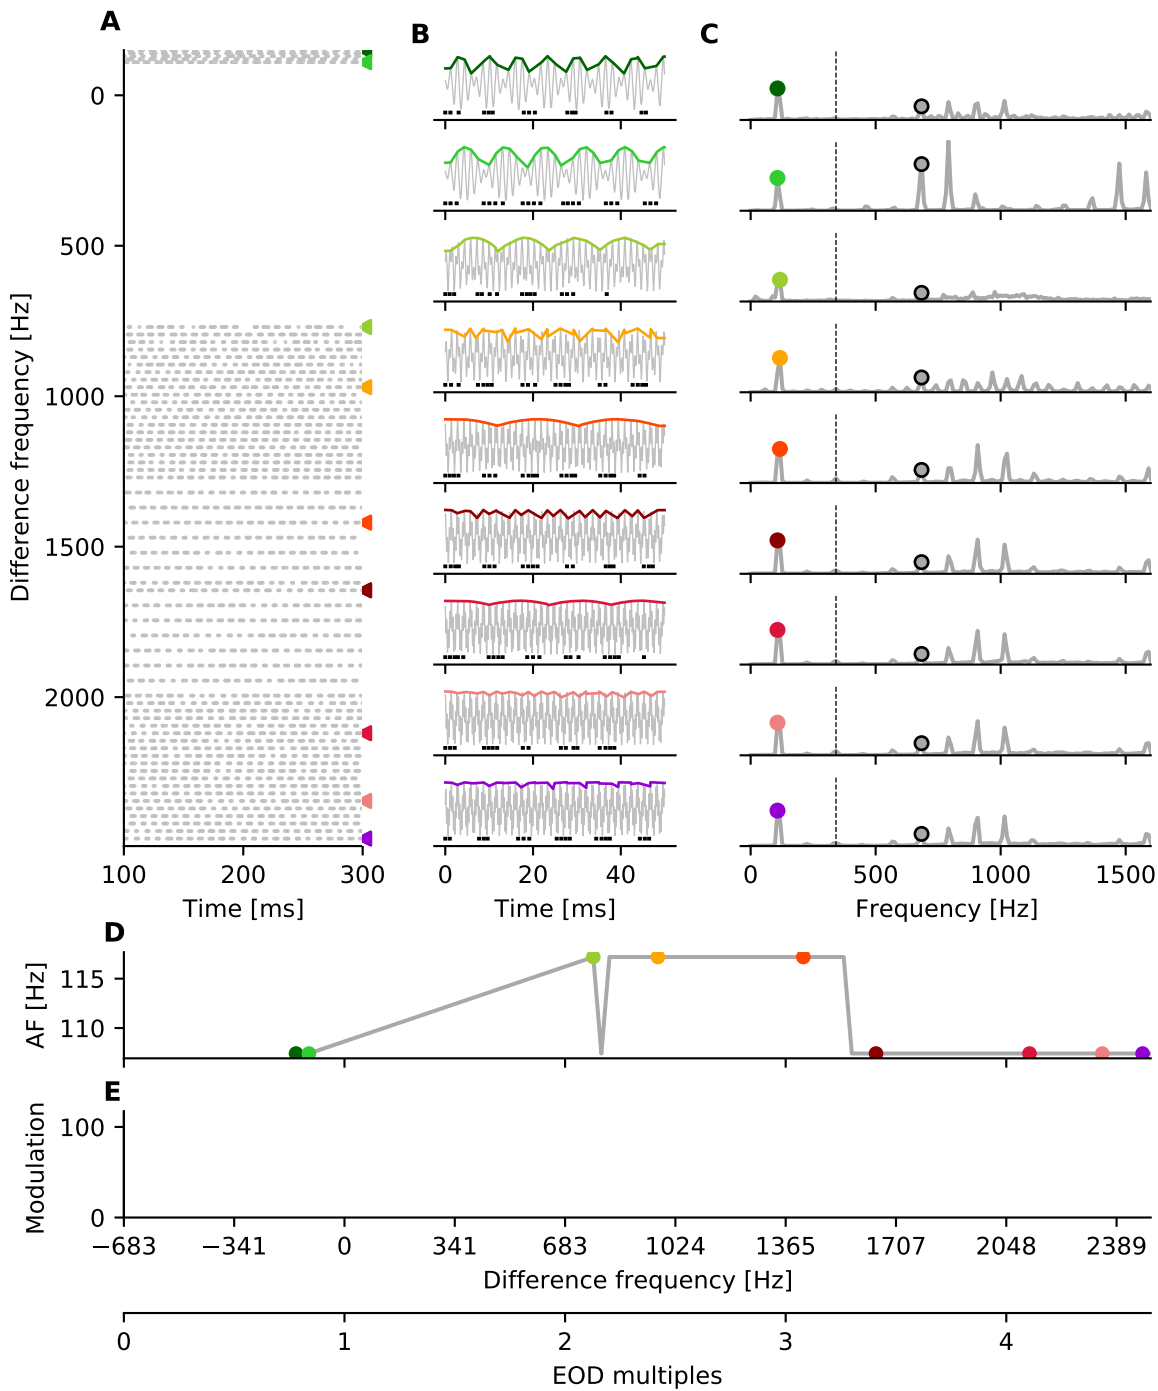 A B C
0
500
1000
1500
2000
Difference frequency [Hz]
100 200 300
Time [ms]
0 20 40
Time [ms]
0 500 1000 1500
Frequency [Hz]
D
115
110
AF [Hz]
E
100
0
Modulation
−683 −341 0 341 683 1024 1365 1707 2048 2389
Difference frequency [Hz]
0 1 2 3 4
EOD multiples